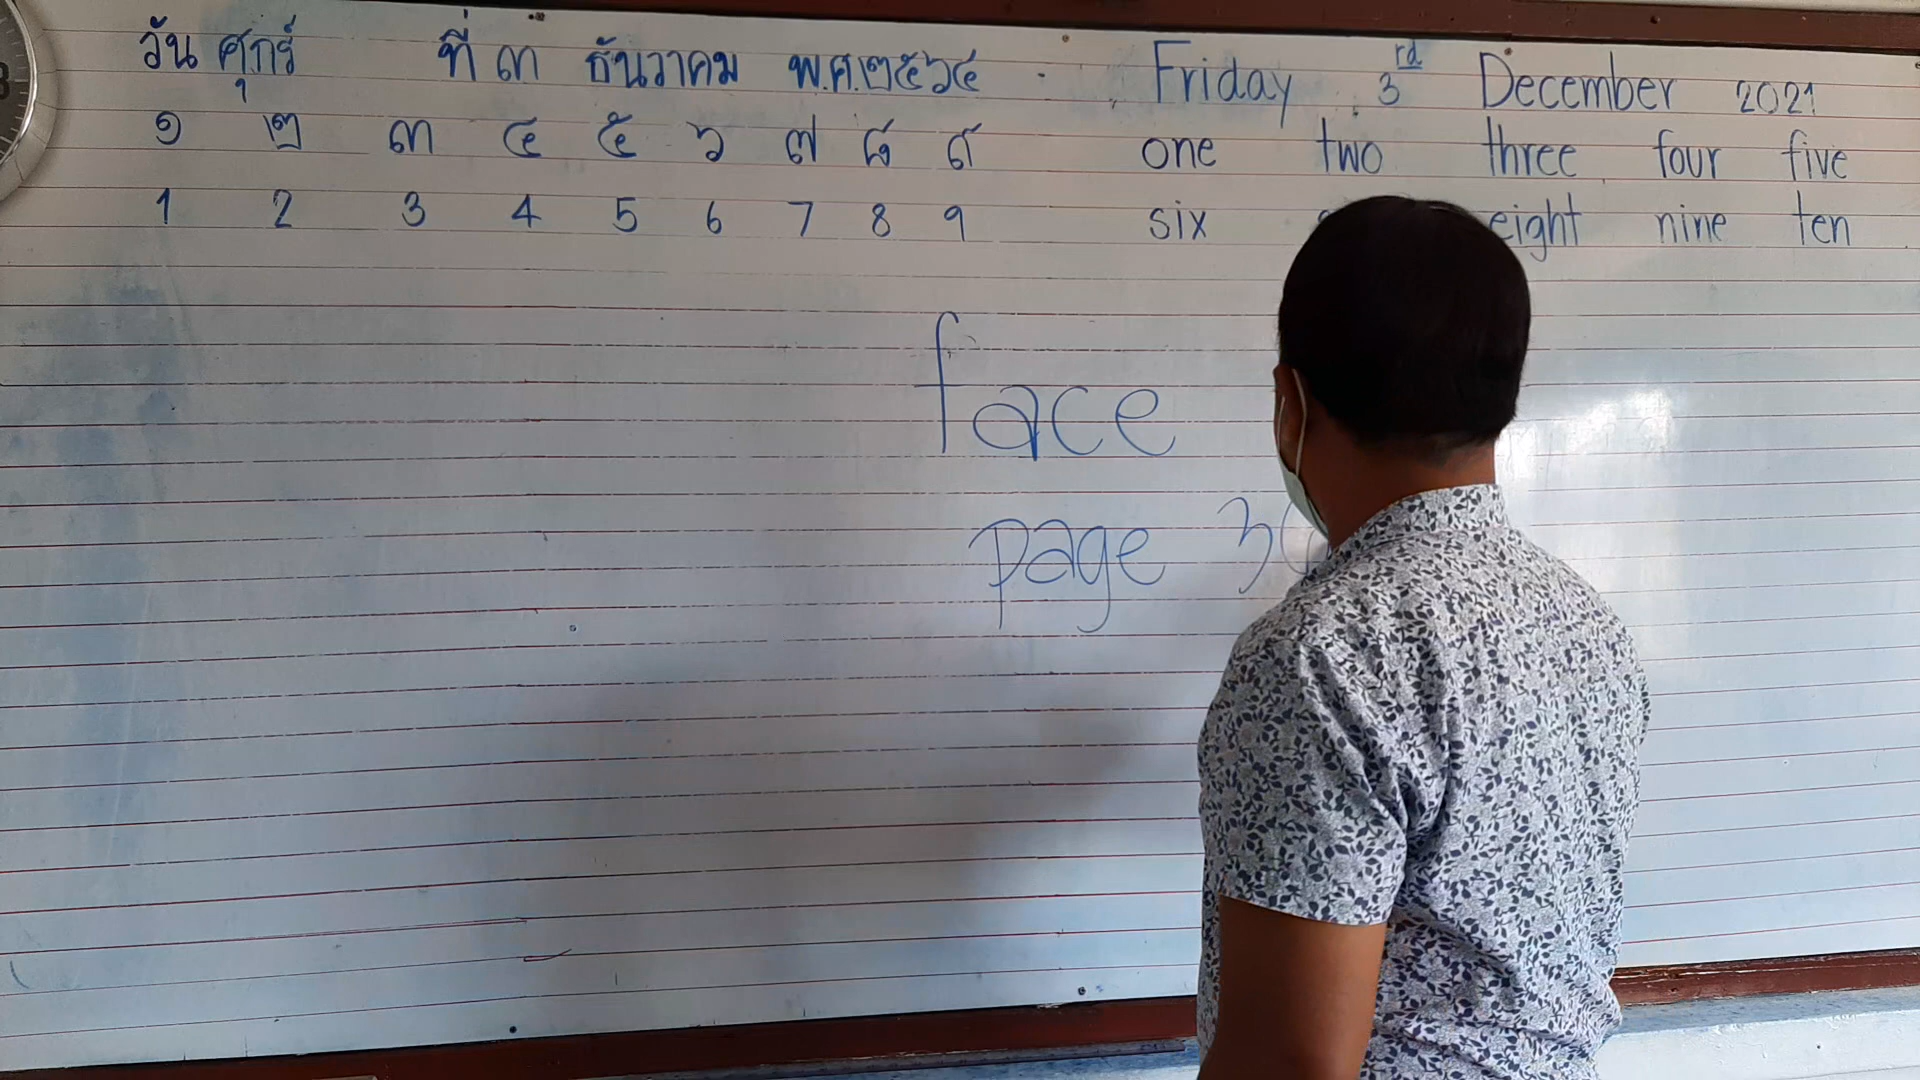 วันศุกร์ ที่ ๓ ธันวาคม พ.ศ.๒๕๖๔ Friday 3rd December 2021
๑ ๒ ๓ ๔ ๕ ๖ ๗ ๘ ๙ one two three four five
1 2 3 4 5 6 7 8 9 six eight nine ten
face
page